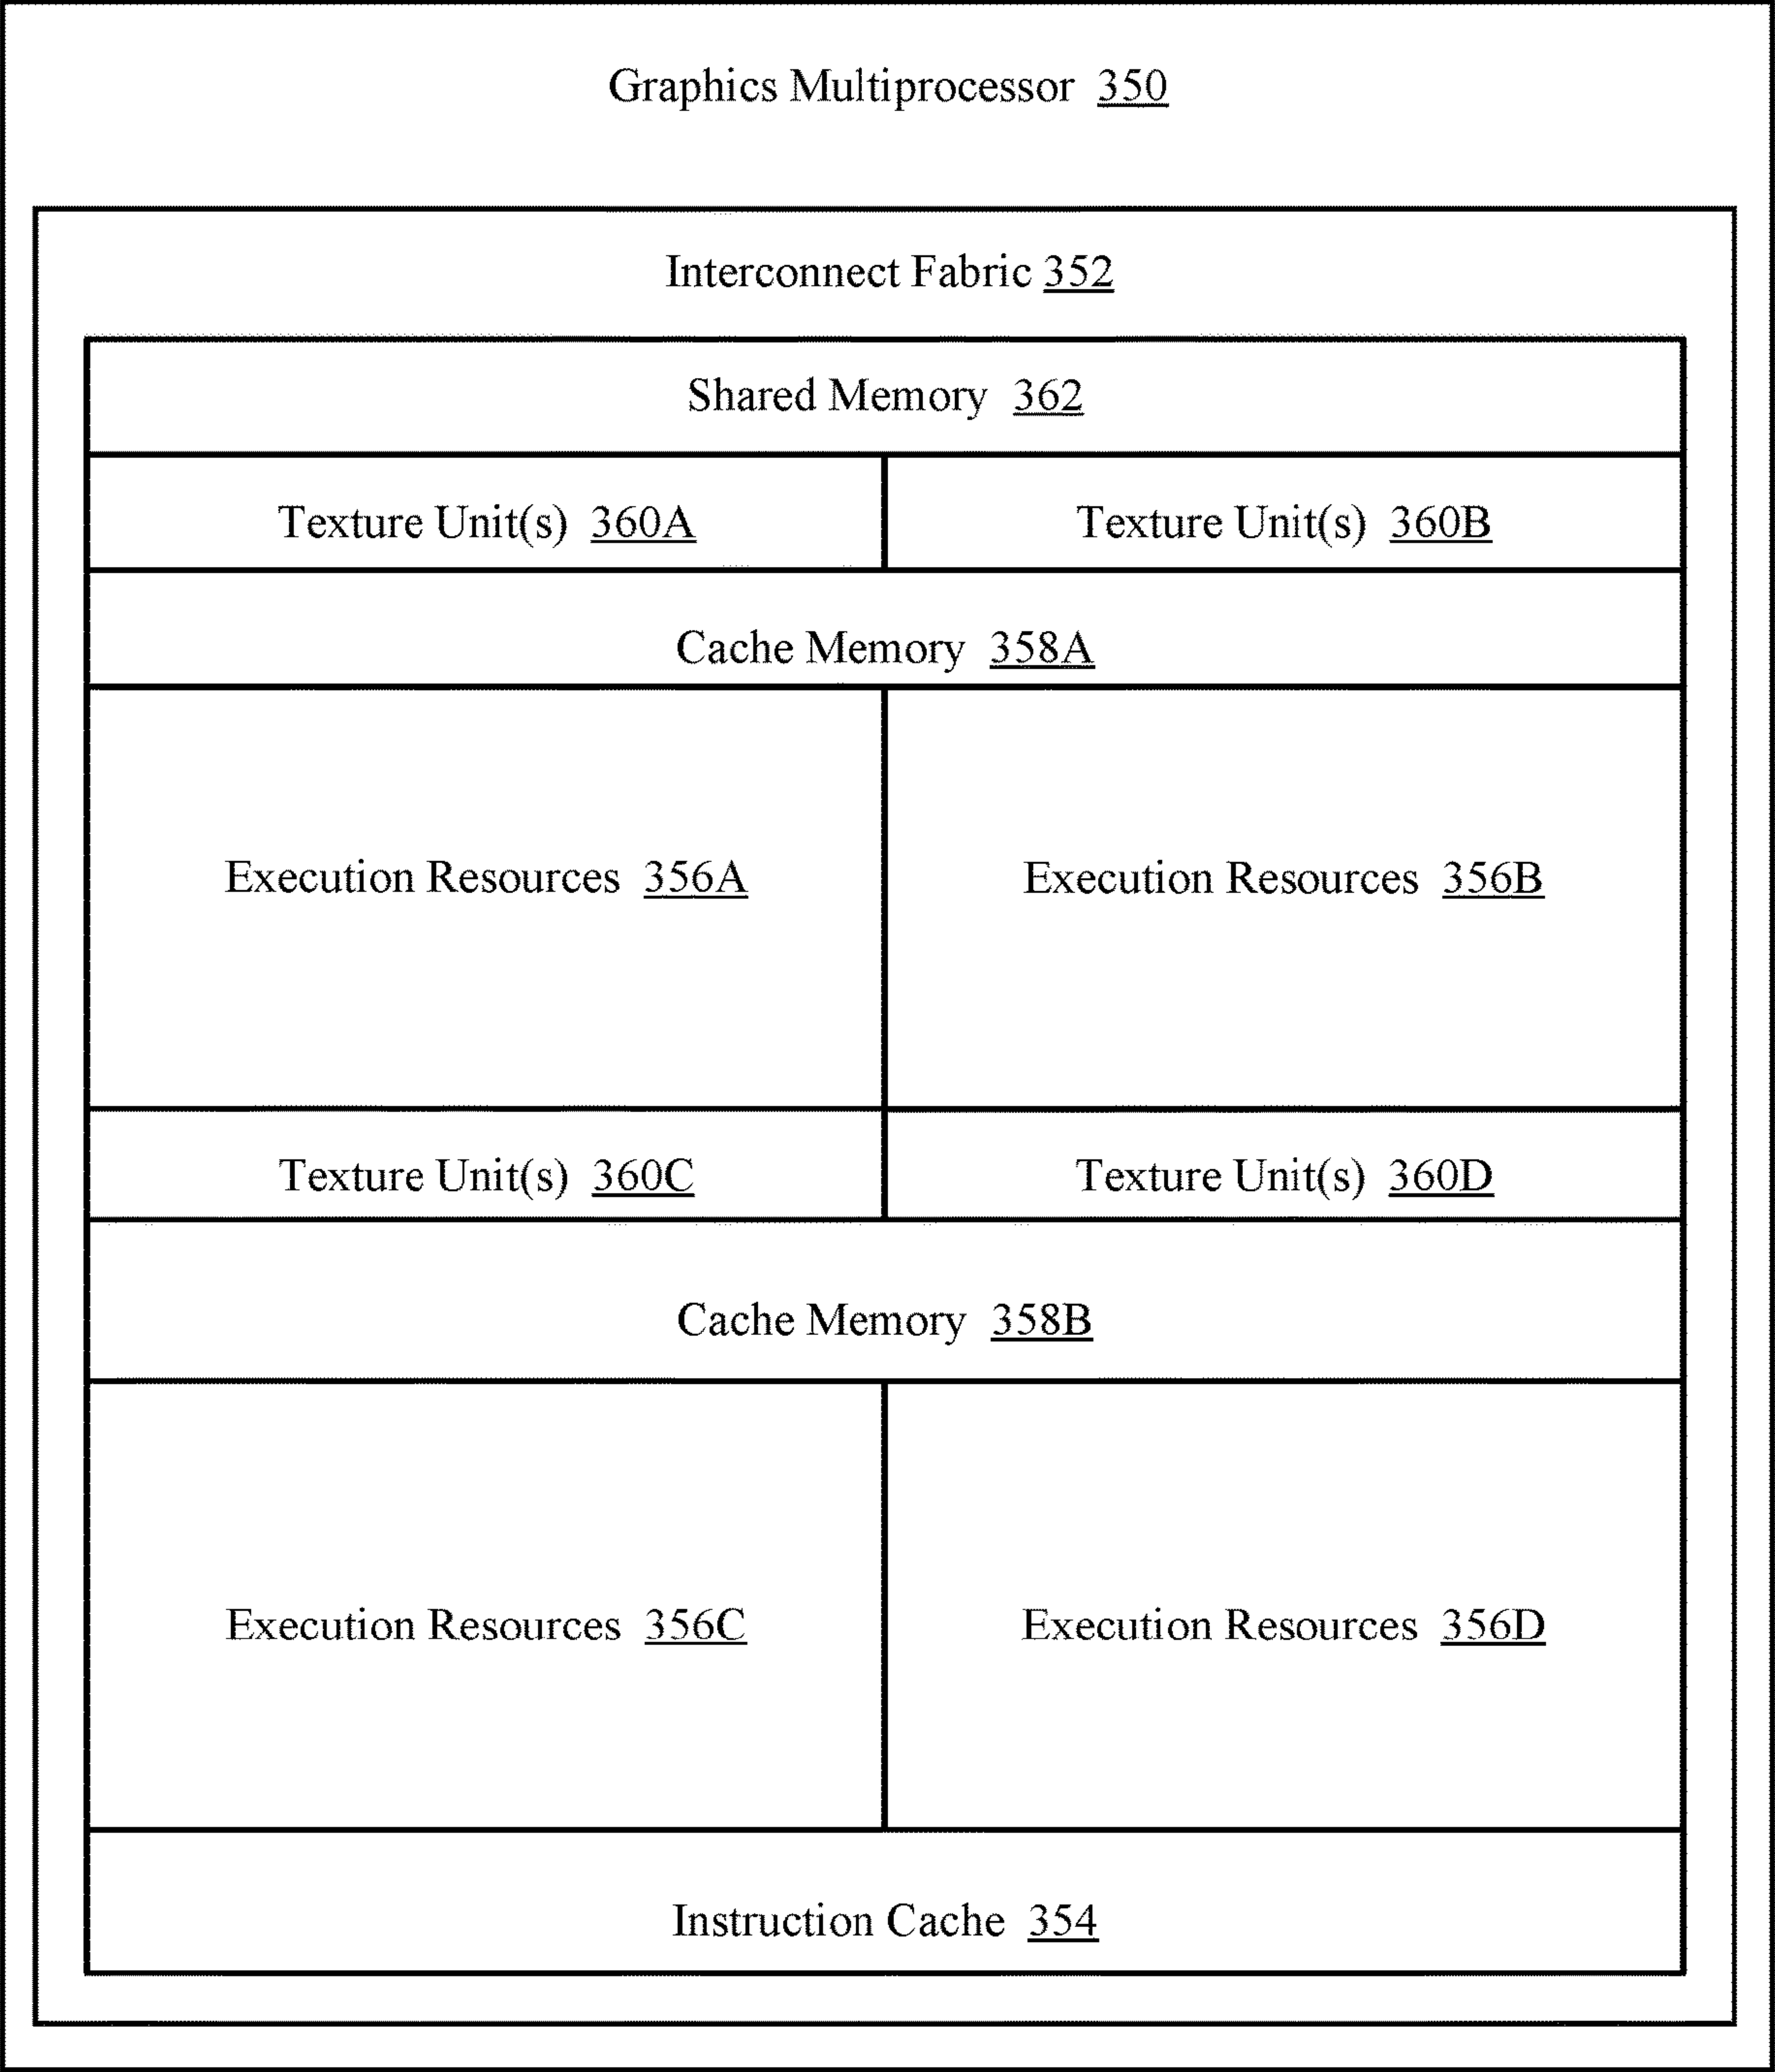 Graphics Multiprocessor 350
Interconnect Fabric 352
Shared Memory 362
Texture Unit(s) 360A
Texture Unit(s) 360B
Cache Memory 358A
Execution Resources 356A
Execution Resources 356B
Texture Unit(s) 360C
Texture Unit(s) 360D
Cache Memory 358B
Execution Resources 356C
Execution Resources 356D
Instruction Cache 354